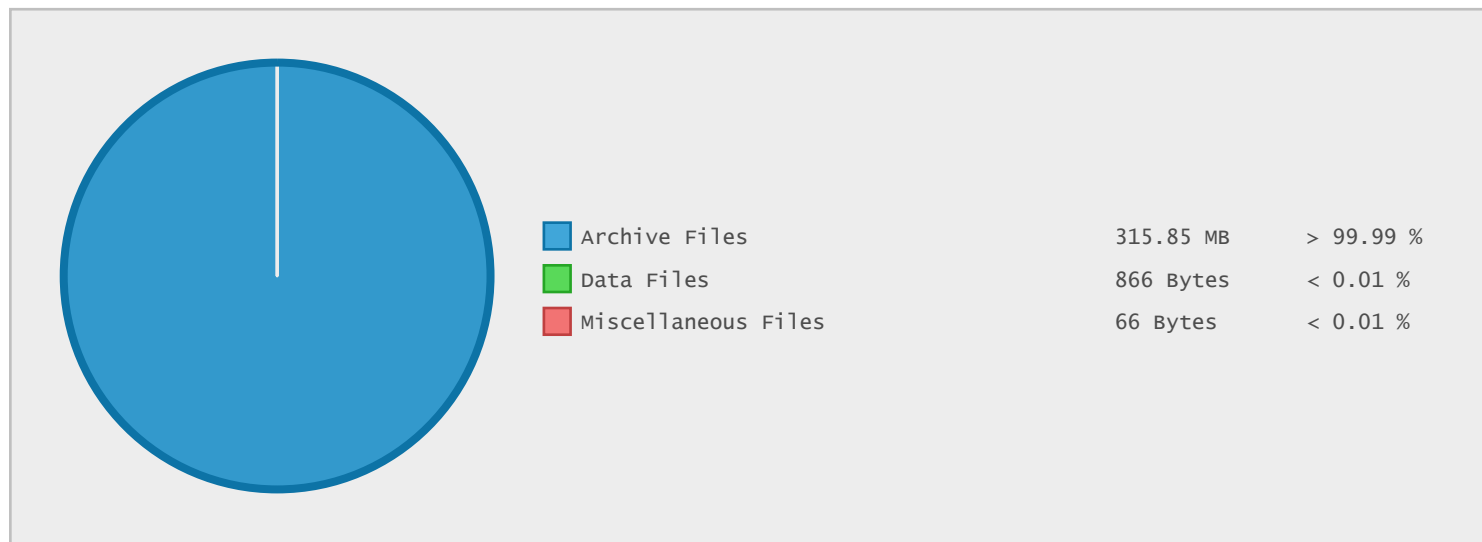 Archive Files 315.85 MB > 99.99 %
Data Files 866 Bytes < 0.01 %
Miscellaneous Files 66 Bytes < 0.01 %